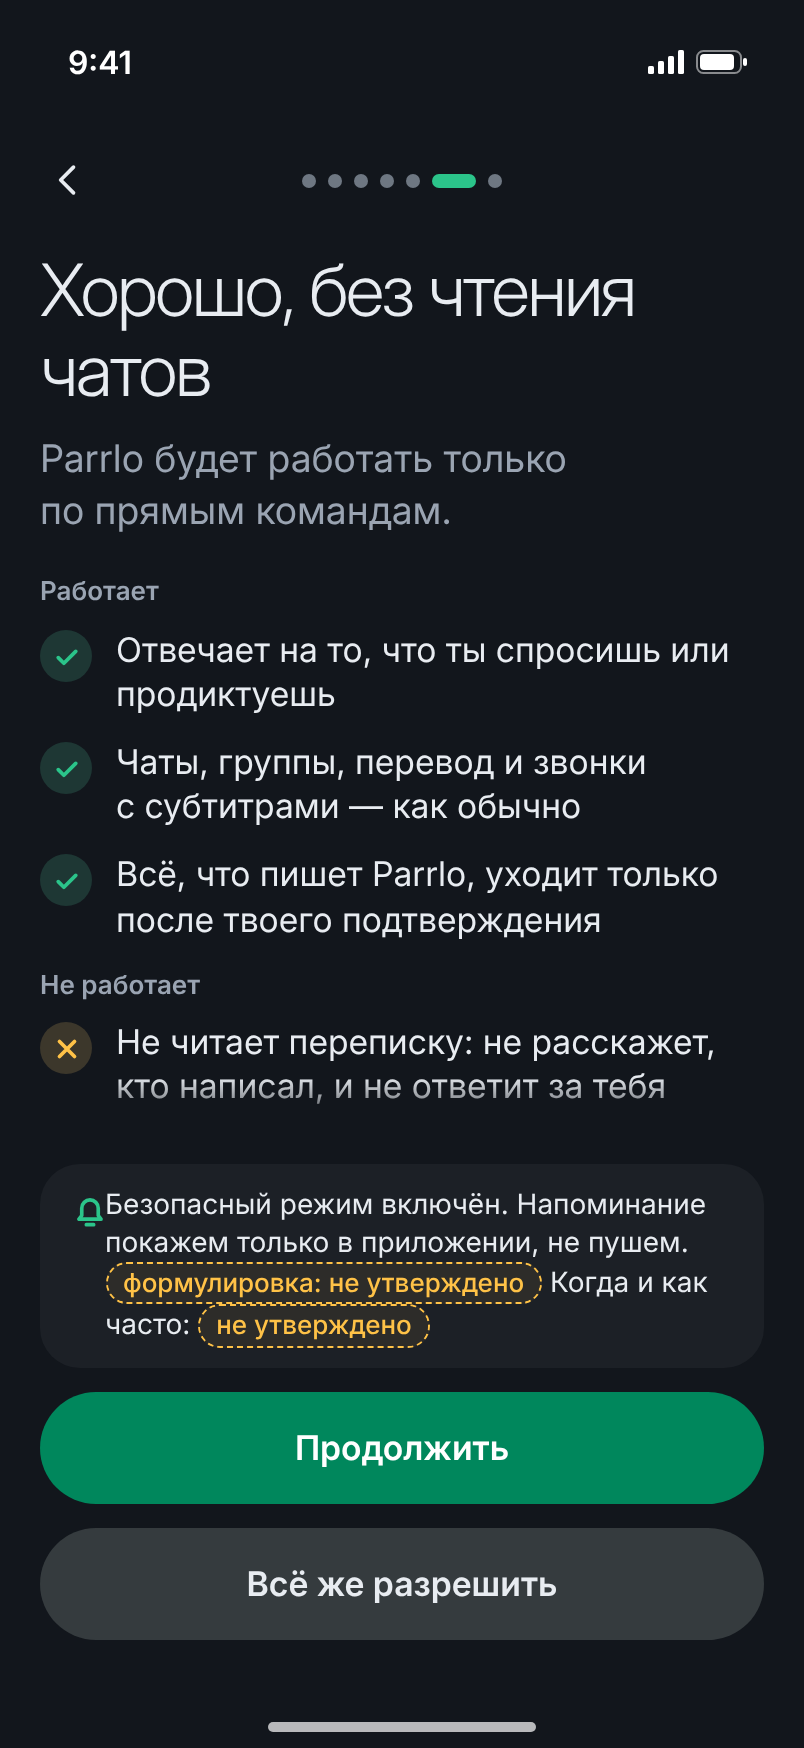 9:41
Хорошо, без чтения
чатов
Parrlo будет работать только
по прямым командам.
Работает
Отвечает на то, что ты спросишь или
продиктуешь
Чаты, группы, перевод и звонки
с субтитрами — как обычно
Всё, что пишет Parrlo, уходит только
после твоего подтверждения
Не работает
Не читает переписку: не расскажет,
кто написал, и не ответит за тебя
Безопасный режим включён. Напоминание
покажем только в приложении, не пушем.
формулировка: не утверждено Когда и как
часто: не утверждено
Продолжить
Всё же разрешить